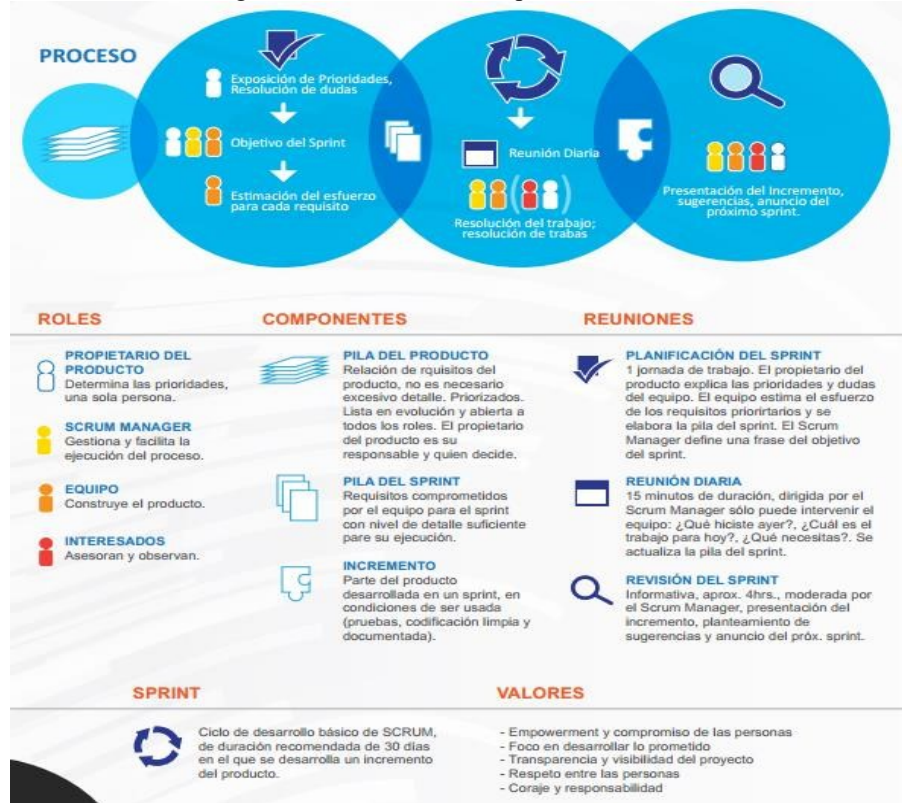 PROCESO
Exposición de Prioridades,
Resolución de dudas
Objetivo del Sprint
Estimación del esfuerzo
para cada requisito
Reunión Diaria
Resolución del trabajo;
resolución de trabas
Presentación del Incremento,
sugerencias, anuncio del
próximo sprint.
ROLES
PROPIETARIO DEL
PRODUCTO
Determina las prioridades,
una sola persona.
SCRUM MANAGER
Gestiona y facilita la
ejecución del proceso.
EQUIPO
Construye el producto.
INTERESADOS
Asesoran y observan.
COMPONENTES
PILA DEL PRODUCTO
Relación de rquisitos del
producto, no es necesario
excesivo detalle. Priorizados.
Lista en evolución y abierta a
todos los roles. El propietario
del producto es su
responsable y quien decide.
PILA DEL SPRINT
Requisitos comprometidos
por el equipo para el sprint
con nivel de detalle suficiente
pare su ejecución.
INCREMENTO
Parte del producto
desarrollada en un sprint, en
condiciones de ser usada
(pruebas, codificación limpia y
documentada).
REUNIONES
PLANIFICACIÓN DEL SPRINT
1 jornada de trabajo. El propietario del
producto explica las prioridades y dudas
del equipo. El equipo estima el esfuerzo
de los requisitos priorirtarios y se
elabora la pila del sprint. El Scrum
Manager define una frase del objetivo
del sprint.
REUNIÓN DIARIA
15 minutos de duración, dirigida por el
Scrum Manager sólo puede intervenir el
equipo: ¿Qué hiciste ayer?, ¿Cuál es el
trabajo para hoy?, ¿Qué necesitas?. Se
actualiza la pila del sprint.
REVISIÓN DEL SPRINT
Informativa, aprox. 4hrs., moderada por
el Scrum Manager, presentación del
incremento, planteamiento de
sugerencias y anuncio del próx. sprint.
SPRINT
Ciclo de desarrollo básico de SCRUM,
de duración recomendada de 30 días
en el que se desarrolla un incremento
del producto.
VALORES
- Empowerment y compromiso de las personas
- Foco en desarrollar lo prometido
- Transparencia y visibilidad del proyecto
- Respeto entre las personas
- Coraje y responsabilidad